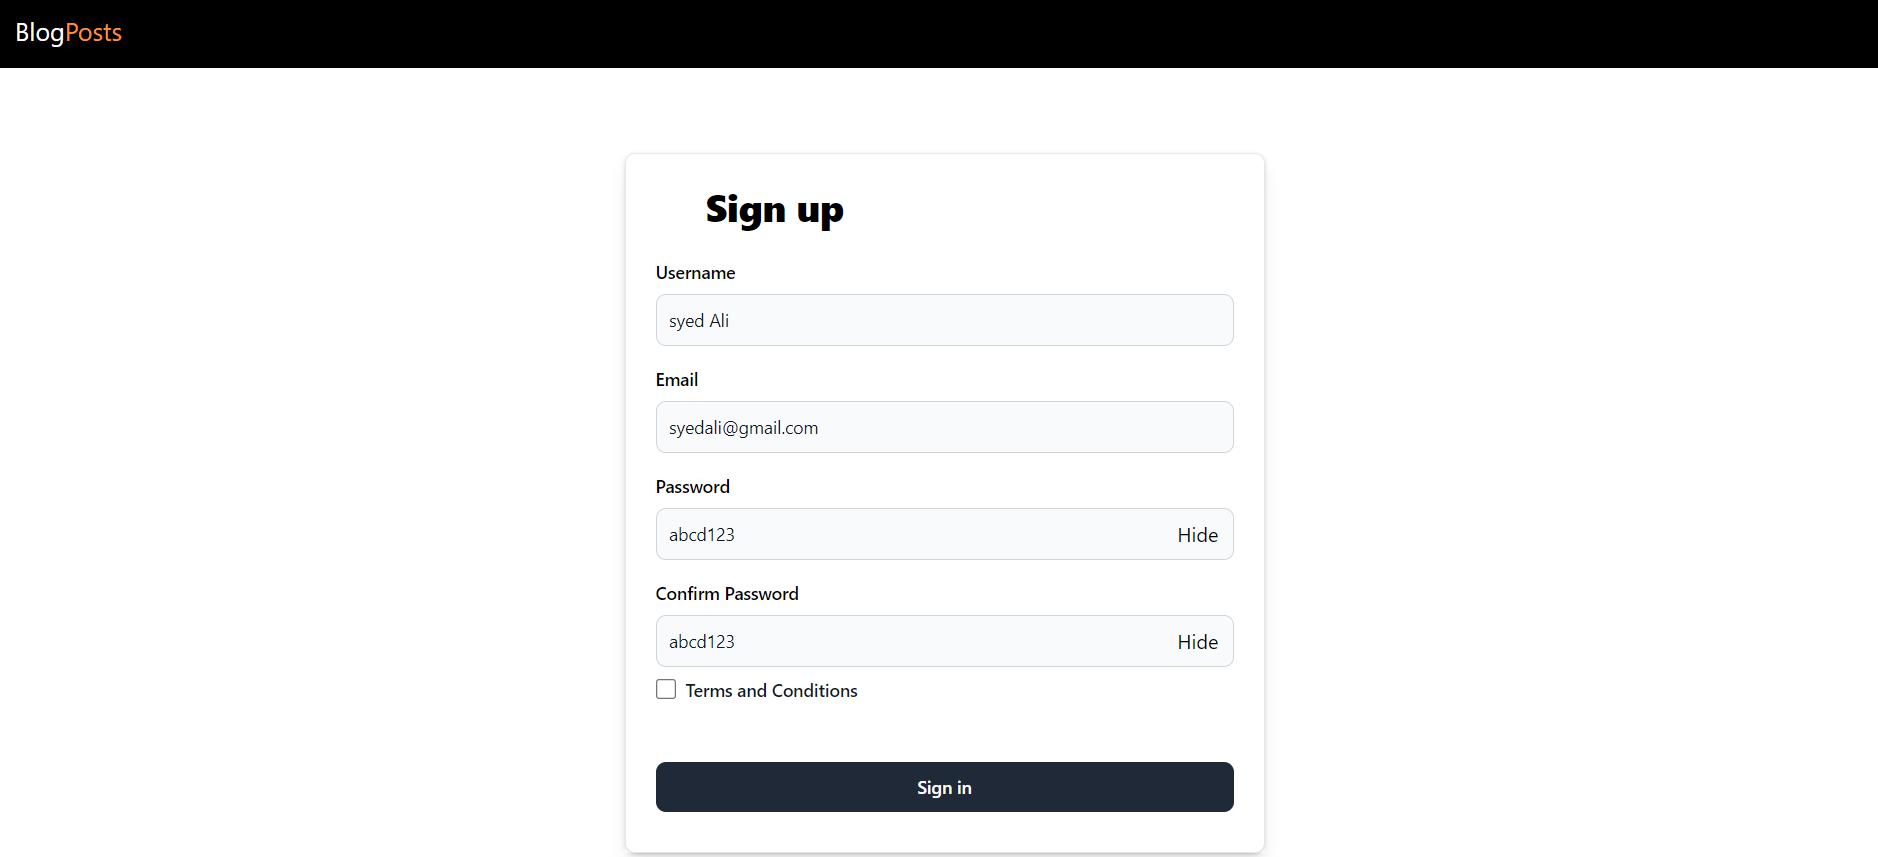 BlogPosts
Sign up
Username
syed Ali
Email
syedali@gmail.com
Password
abcd123 Hide
Confirm Password
abcd123 Hide
Terms and Conditions
Sign in